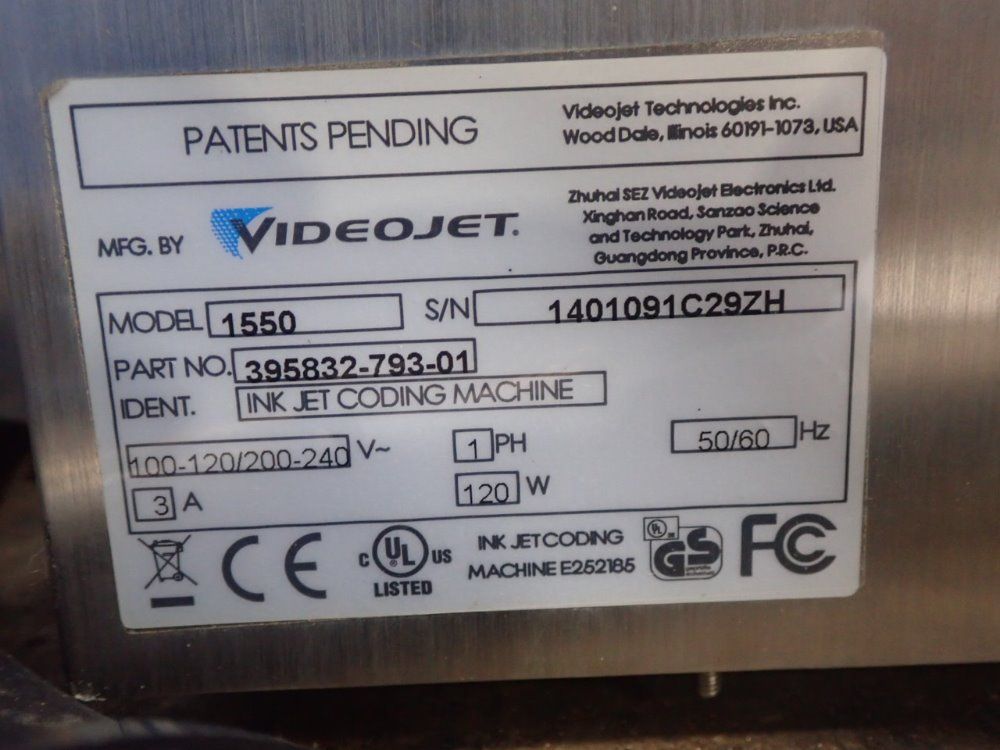 PATENTS PENDING
Videojet Technologies Inc.
Wood Dale, Illinois 60191-1073, USA
MFG. BY VIDEOJET.
Zhuhai SEZ Videojet Electronics Ltd.
Xinghan Road, Sanzao Science
and Technology Park, Zhuhai,
Guangdong Province, P.R.C.
MODEL 1550 S/N 1401091C29ZH
PART NO. 395832-793-01
IDENT. INK JET CODING MACHINE
100-120/200-240 V~ 1 PH 50/60 Hz
3 A 120 W
CE
C UL US
LISTED
INK JET CODING
MACHINE E252185
UL
GS
FC